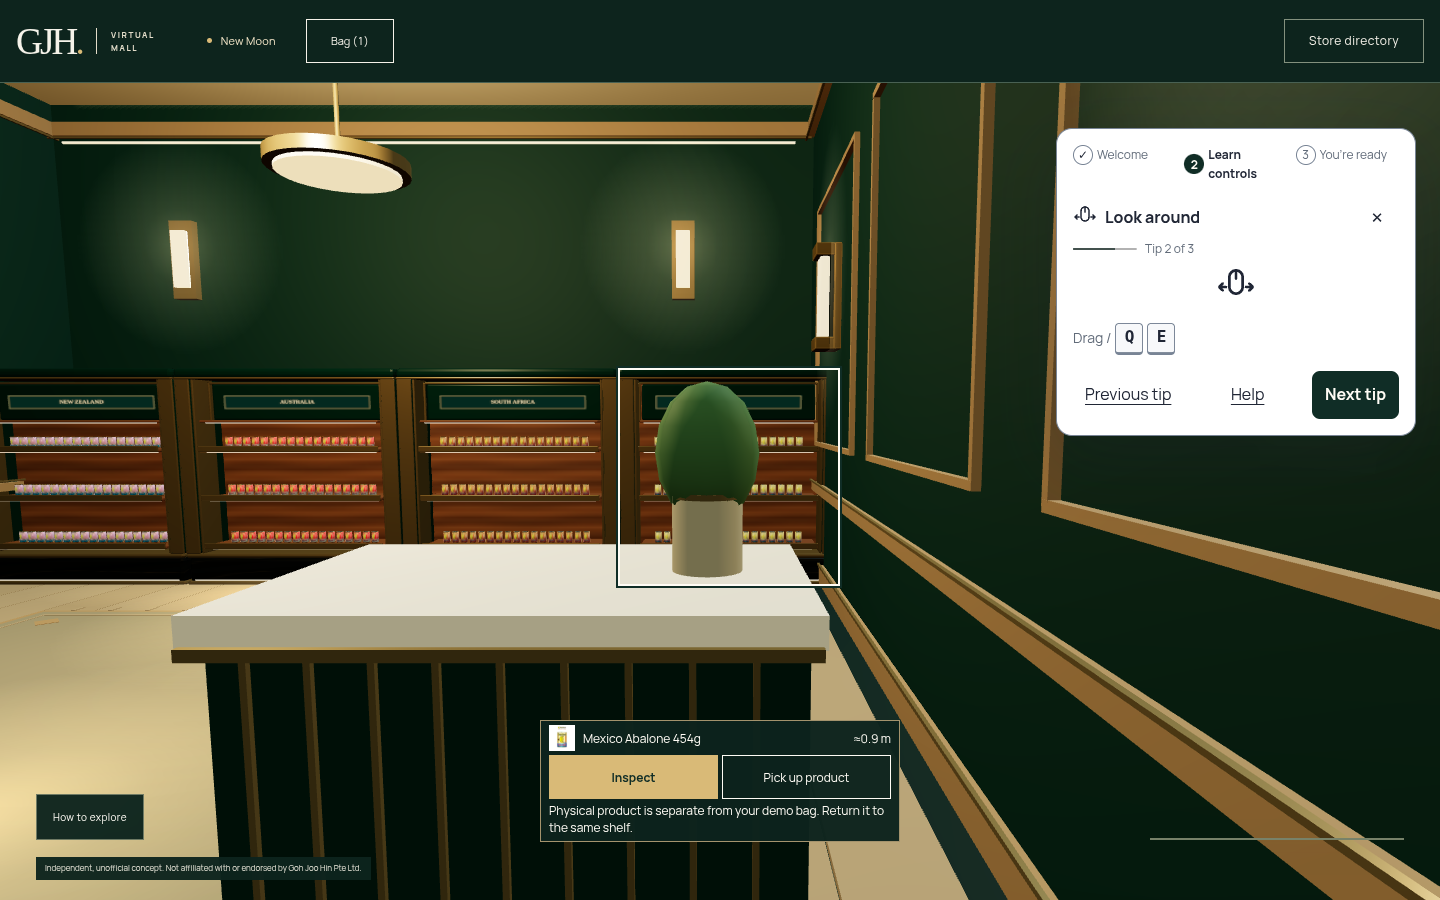 GJH.
VIRTUAL
MALL
New Moon
Bag (1)
Store directory
✓ Welcome
2 Learn
controls
3 You're ready
Look around
×
Tip 2 of 3
Drag / Q E
Previous tip
Help
Next tip
NEW ZEALAND
AUSTRALIA
SOUTH AFRICA
Mexico Abalone 454g
≈0.9 m
Inspect
Pick up product
Physical product is separate from your demo bag. Return it to
the same shelf.
How to explore
Independent, unofficial concept. Not affiliated with or endorsed by Goh Joo Hin Pte Ltd.